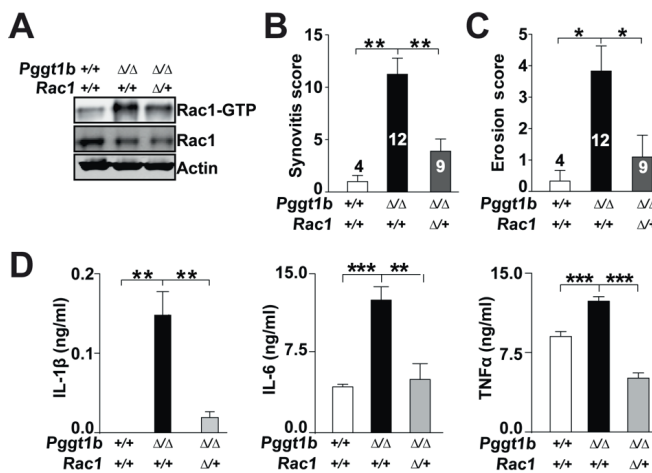 A
Pggt1b +/+ Δ/Δ Δ/Δ
Rac1 +/+ +/+ Δ/+
Rac1-GTP
Rac1
Actin
B
** **
Synovitis score
15
10
5
0
4
12
9
Pggt1b +/+ Δ/Δ Δ/Δ
Rac1 +/+ +/+ Δ/+
C
* *
Erosion score
5
4
3
2
1
0
4
12
9
Pggt1b +/+ Δ/Δ Δ/Δ
Rac1 +/+ +/+ Δ/+
D
** **
IL-1β (ng/ml)
0.2
0.1
0.0
Pggt1b +/+ Δ/Δ Δ/Δ
Rac1 +/+ +/+ Δ/+
*** **
IL-6 (ng/ml)
15.0
7.5
0.0
+/+ Δ/Δ Δ/Δ
+/+ +/+ Δ/+
*** ***
TNFα (ng/ml)
15.0
7.5
0.0
Pggt1b +/+ Δ/Δ Δ/Δ
Rac1 +/+ +/+ Δ/+